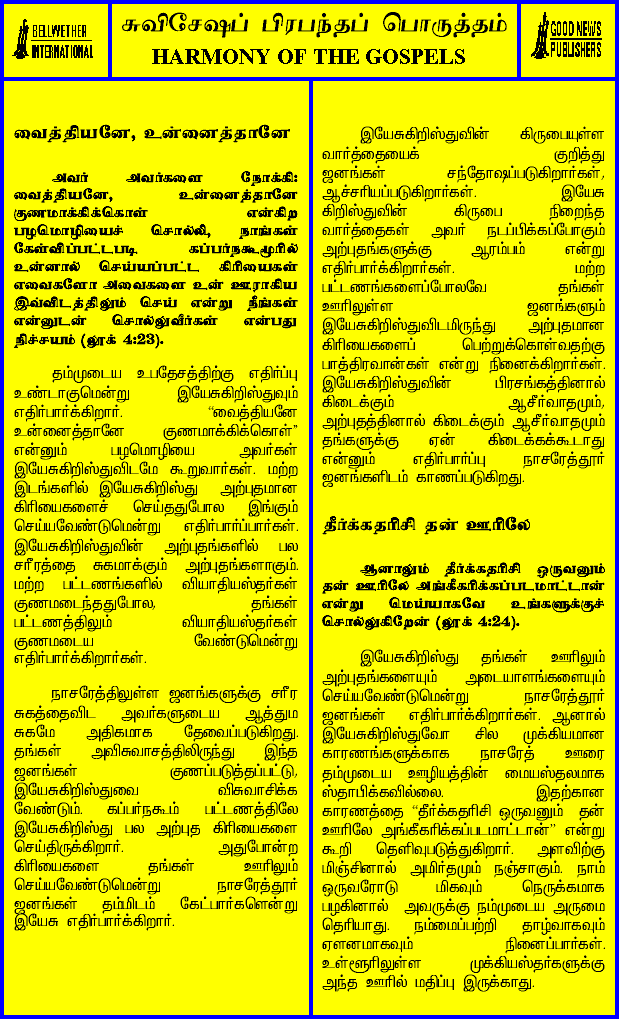 BELLWETHER
INTERNATIONAL
சுவிசேஷப் பிரபந்தப் பொருத்தம்
HARMONY OF THE GOSPELS
GOOD NEWS
PUBLISHERS
வைத்தியனே, உன்னைத்தானே
அவர் அவர்களை நோக்கி:
வைத்தியனே, உன்னைத்தானே
குணமாக்கிக்கொள் என்கிற
பழமொழியைச் சொல்லி, நாங்கள்
கேள்விப்பட்டபடி. கப்பர்நகூமூரில்
உன்னால் செய்யப்பட்ட கிரியைகள்
எவைகளோ அவைகளை உன் ஊராகிய
இவ்விடத்திலும் செய் என்று நீங்கள்
என்னுடன் சொல்லுவீர்கள் என்பது
நிச்சயம் (லூக் 4:23).
தம்முடைய உபதேசத்திற்கு எதிர்ப்பு
உண்டாகுமென்று இயேசுகிறிஸ்துவும்
எதிர்பார்க்கிறார். “வைத்தியனே
உன்னைத்தானே குணமாக்கிக்கொள்”
என்னும் பழமொழியை அவர்கள்
இயேசுகிறிஸ்துவிடமே கூறுவார்கள். மற்ற
இடங்களில் இயேசுகிறிஸ்து அற்புதமான
கிரியைகளைச் செய்ததுபோல இங்கும்
செய்யவேண்டுமென்று எதிர்பார்ப்பார்கள்.
இயேசுகிறிஸ்துவின் அற்புதங்களில் பல
சரீரத்தை சுகமாக்கும் அற்புதங்களாகும்.
மற்ற பட்டணங்களில் வியாதியஸ்தர்கள்
குணமடைந்ததுபோல, தங்கள்
பட்டணத்திலும் வியாதியஸ்தர்கள்
குணமடைய வேண்டுமென்று
எதிர்பார்க்கிறார்கள்.
நாசரேத்திலுள்ள ஜனங்களுக்கு சரீர
சுகத்தைவிட அவர்களுடைய ஆத்தும
சுகமே அதிகமாக தேவைப்படுகிறது.
தங்கள் அவிசுவாசத்திலிருந்து இந்த
ஜனங்கள் குணப்படுத்தப்பட்டு,
இயேசுகிறிஸ்துவை விசுவாசிக்க
வேண்டும். கப்பர்நகூம் பட்டணத்திலே
இயேசுகிறிஸ்து பல அற்புத கிரியைகளை
செய்திருக்கிறார். அதுபோன்ற
கிரியைகளை தங்கள் ஊரிலும்
செய்யவேண்டுமென்று நாசரேத்தூர்
ஜனங்கள் தம்மிடம் கேட்பார்களென்று
இயேசு எதிர்பார்க்கிறார்.
இயேசுகிறிஸ்துவின் கிருபையுள்ள
வார்த்தையைக் குறித்து
ஜனங்கள் சந்தோஷப்படுகிறார்கள்,
ஆச்சரியப்படுகிறார்கள். இயேசு
கிறிஸ்துவின் கிருபை நிறைந்த
வார்த்தைகள் அவர் நடப்பிக்கப்போகும்
அற்புதங்களுக்கு ஆரம்பம் என்று
எதிர்பார்க்கிறார்கள். மற்ற
பட்டணங்களைப்போலவே தங்கள்
ஊரிலுள்ள ஜனங்களும்
இயேசுகிறிஸ்துவிடமிருந்து அற்புதமான
கிரியைகளைப் பெற்றுக்கொள்வதற்கு
பாத்திரவான்கள் என்று நினைக்கிறார்கள்.
இயேசுகிறிஸ்துவின் பிரசங்கத்தினால்
கிடைக்கும் ஆசீர்வாதமும்,
அற்புதத்தினால் கிடைக்கும் ஆசீர்வாதமும்
தங்களுக்கு ஏன் கிடைக்கக்கூடாது
என்னும் எதிர்பார்ப்பு நாசரேத்தூர்
ஜனங்களிடம் காணப்படுகிறது.
தீர்க்கதரிசி தன் ஊரிலே
ஆனாலும் தீர்க்கதரிசி ஒருவனும்
தன் ஊரிலே அங்கீகரிக்கப்படமாட்டான்
என்று மெய்யாகவே உங்களுக்குச்
சொல்லுகிறேன் (லூக் 4:24).
இயேசுகிறிஸ்து தங்கள் ஊரிலும்
அற்புதங்களையும் அடையாளங்களையும்
செய்யவேண்டுமென்று நாசரேத்தூர்
ஜனங்கள் எதிர்பார்க்கிறார்கள். ஆனால்
இயேசுகிறிஸ்துவோ சில முக்கியமான
காரணங்களுக்காக நாசரேத் ஊரை
தம்முடைய ஊழியத்தின் மையஸ்தலமாக
ஸ்தாபிக்கவில்லை. இதற்கான
காரணத்தை “தீர்க்கதரிசி ஒருவனும் தன்
ஊரிலே அங்கீகரிக்கப்படமாட்டான்” என்று
கூறி தெளிவுபடுத்துகிறார். அளவிற்கு
மிஞ்சினால் அமிர்தமும் நஞ்சாகும். நாம்
ஒருவரோடு மிகவும் நெருக்கமாக
பழகினால் அவருக்கு நம்முடைய அருமை
தெரியாது. நம்மைப்பற்றி தாழ்வாகவும்
ஏளனமாகவும் நினைப்பார்கள்.
உள்ளூரிலுள்ள முக்கியஸ்தர்களுக்கு
அந்த ஊரில் மதிப்பு இருக்காது.